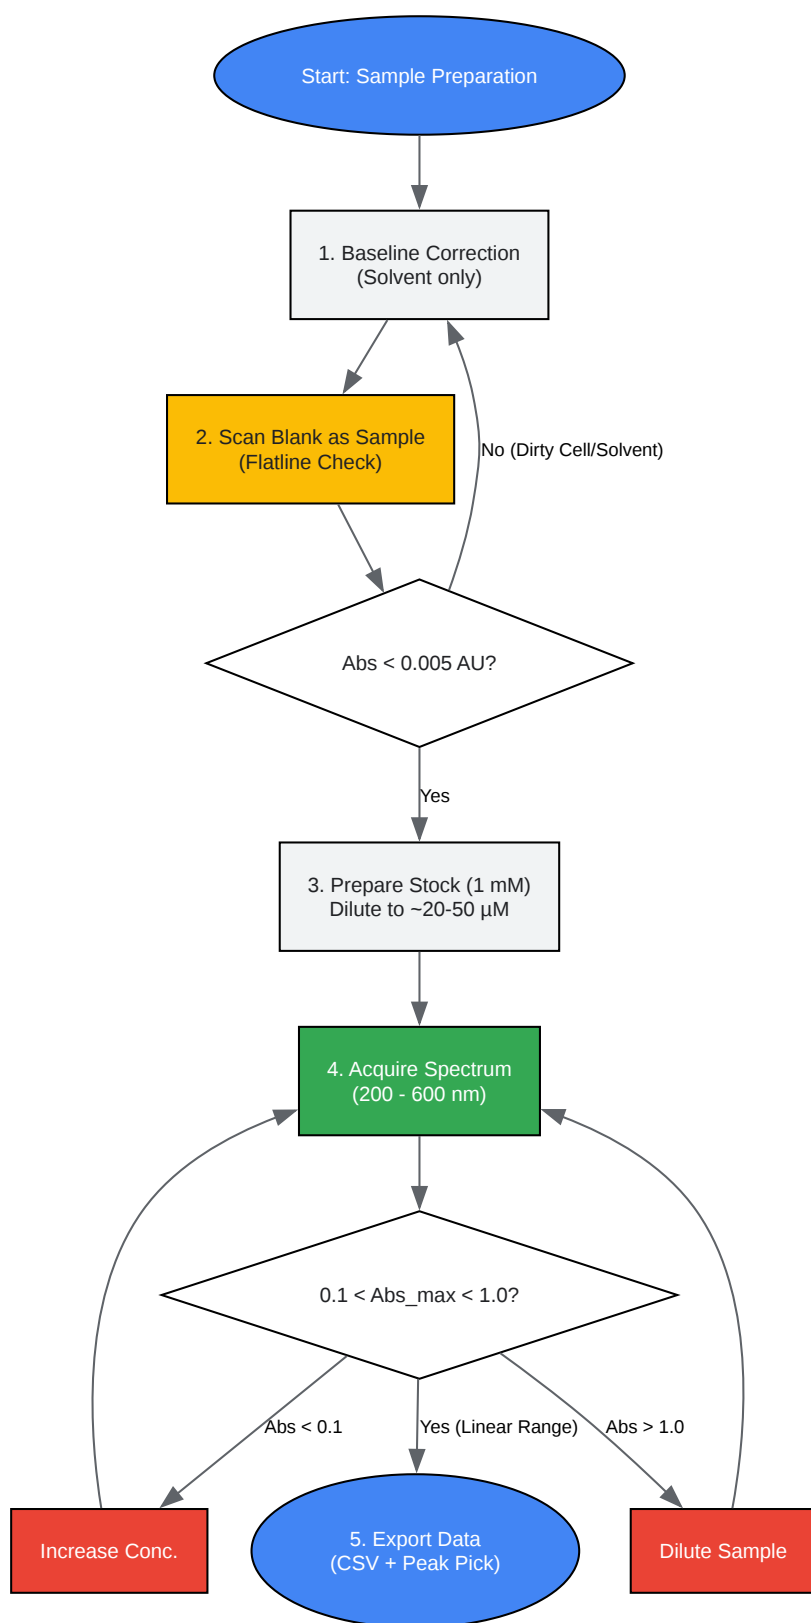 Start: Sample Preparation
1. Baseline Correction
(Solvent only)
2. Scan Blank as Sample
(Flatline Check)
No (Dirty Cell/Solvent)
Abs < 0.005 AU?
Yes
3. Prepare Stock (1 mM)
Dilute to ~20-50 µM
4. Acquire Spectrum
(200 - 600 nm)
0.1 < Abs_max < 1.0?
Abs < 0.1
Yes (Linear Range)
Abs > 1.0
Increase Conc.
5. Export Data
(CSV + Peak Pick)
Dilute Sample